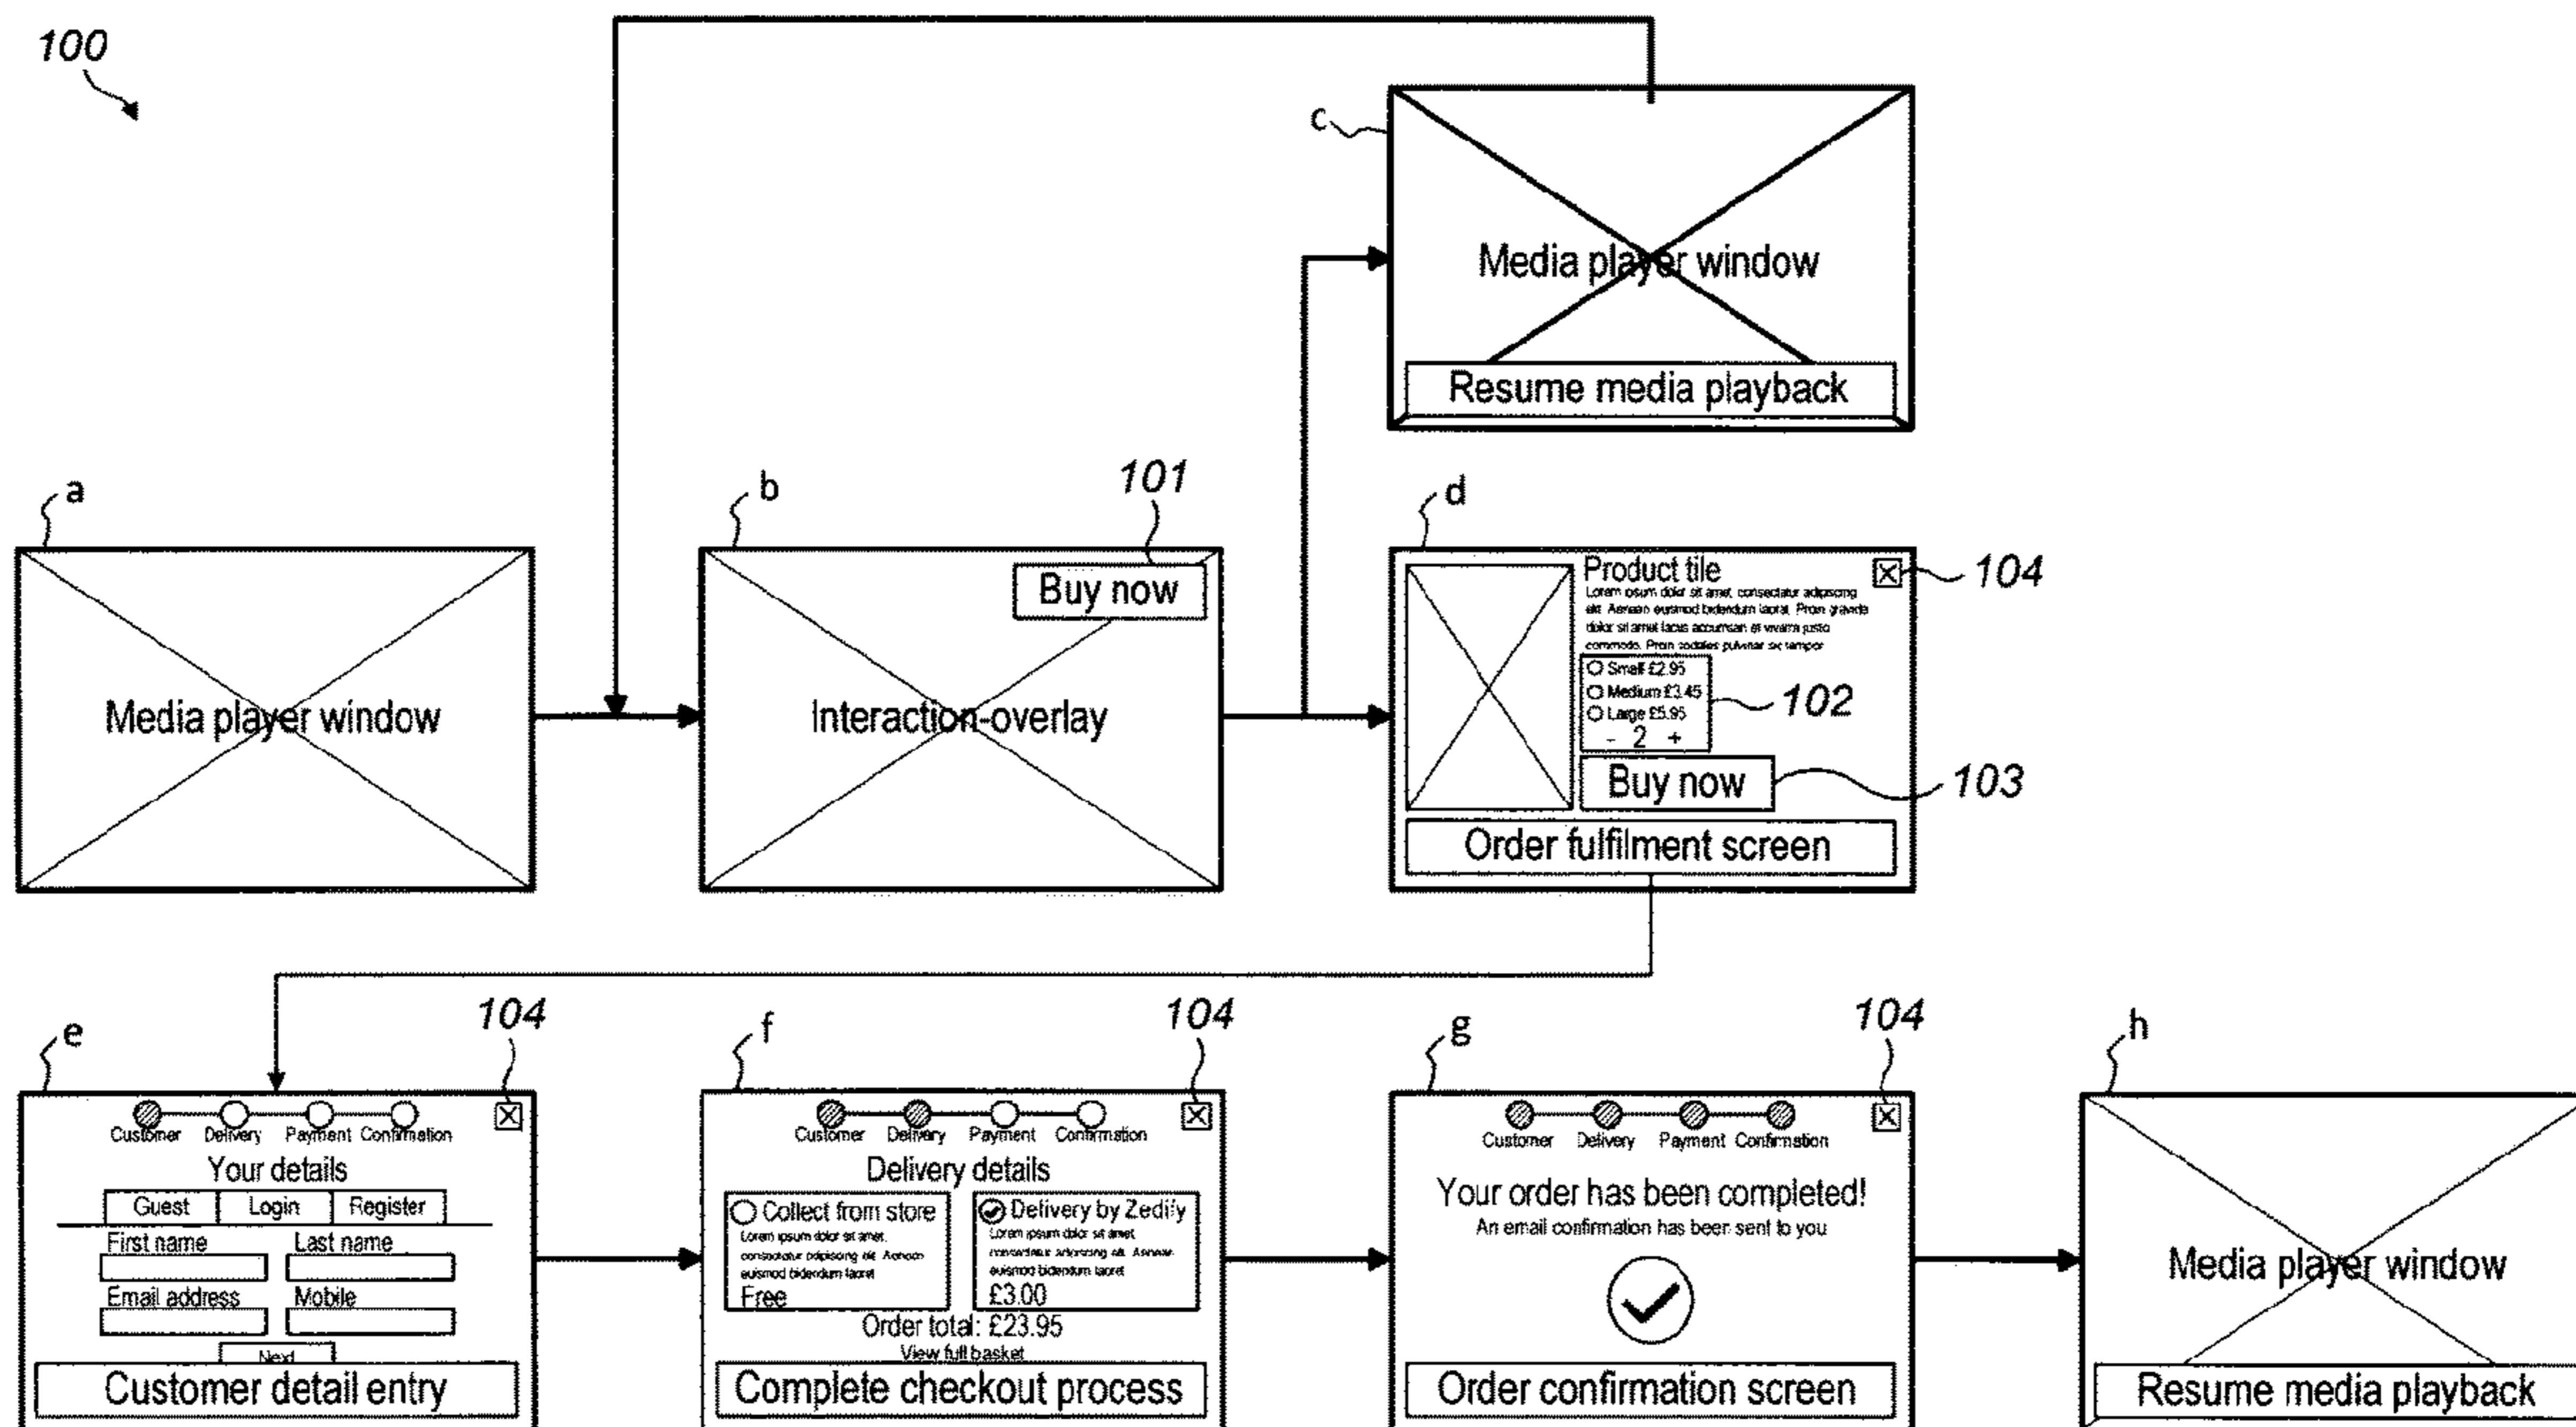 100
c
Media player window
Resume media playback
a
b
101
d
Buy now
Product tile
104
Media player window
Interaction-overlay
Small £2.95
Medium £3.45
Large £5.95
- 2 +
102
Buy now
103
Order fulfilment screen
e
104
f
104
g
104
h
Customer Delivery Payment Confirmation
Your details
Guest Login Register
First name Last name
Email address Mobile
Next
Customer detail entry
Customer Delivery Payment Confirmation
Delivery details
Collect from store
Free
Delivery by Zedify
£3.00
Order total: £23.95
View full basket
Complete checkout process
Customer Delivery Payment Confirmation
Your order has been completed!
An email confirmation has been sent to you
Order confirmation screen
Media player window
Resume media playback